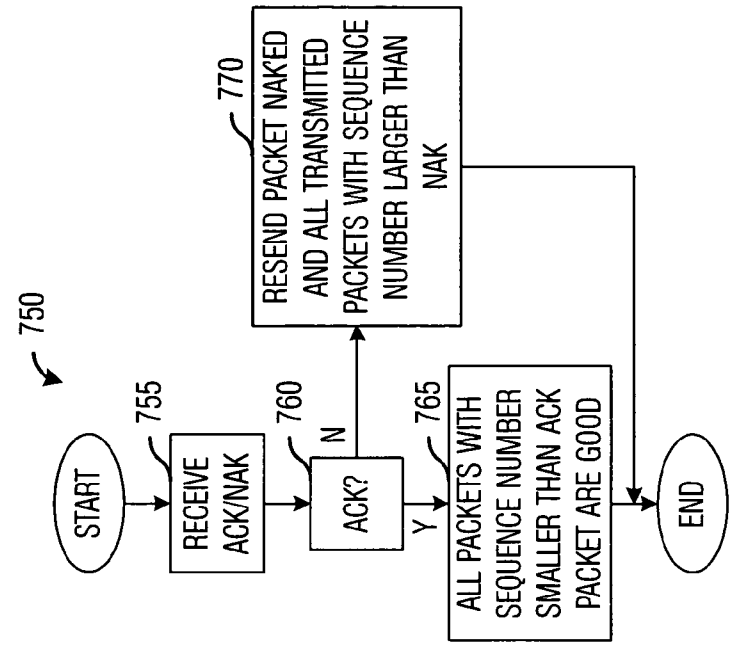 750
START
755
RECEIVE
ACK/NAK
760
ACK?
N
Y
765
ALL PACKETS WITH
SEQUENCE NUMBER
SMALLER THAN ACK
PACKET ARE GOOD
770
RESEND PACKET NAK'ED
AND ALL TRANSMITTED
PACKETS WITH SEQUENCE
NUMBER LARGER THAN
NAK
END